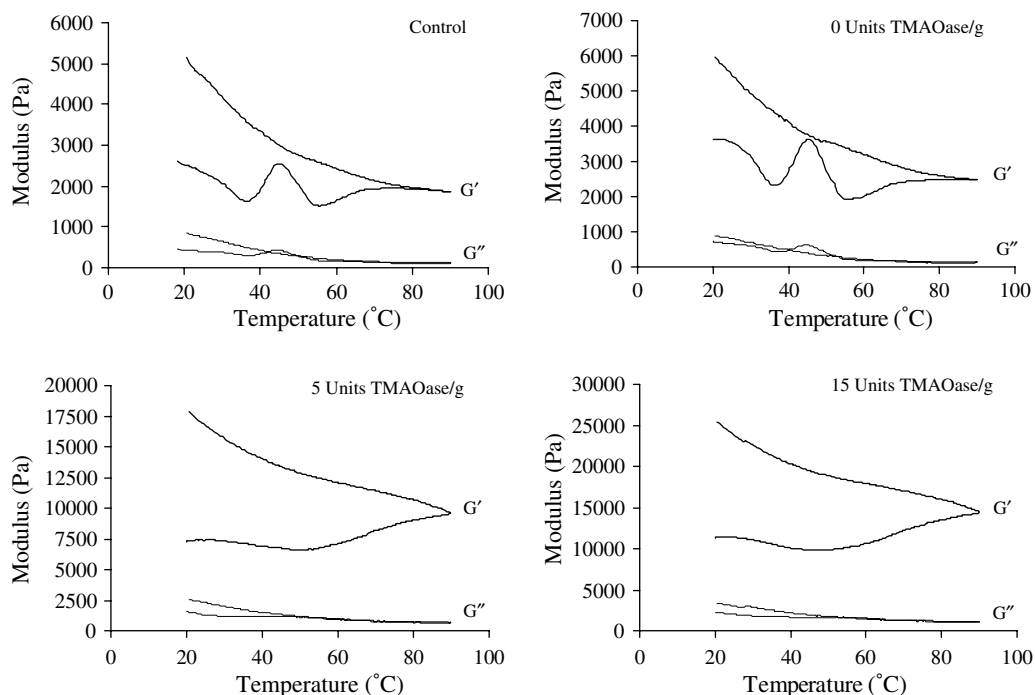 Control
Modulus (Pa)
6000
5000
4000
3000
2000
1000
0
G′
G″
0 20 40 60 80 100
Temperature (°C)
0 Units TMAOase/g
Modulus (Pa)
7000
6000
5000
4000
3000
2000
1000
0
G′
G″
0 20 40 60 80 100
Temperature (°C)
5 Units TMAOase/g
Modulus (Pa)
20000
17500
15000
12500
10000
7500
5000
2500
0
G′
G″
0 20 40 60 80 100
Temperature (°C)
15 Units TMAOase/g
Modulus (Pa)
30000
25000
20000
15000
10000
5000
0
G′
G″
0 20 40 60 80 100
Temperature (°C)